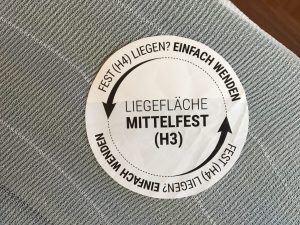 FEST (H4) LIEGEN? EINFACH WENDEN
LIEGEFLÄCHE
MITTELFEST
(H3)
FEST (H4) LIEGEN? EINFACH WENDEN